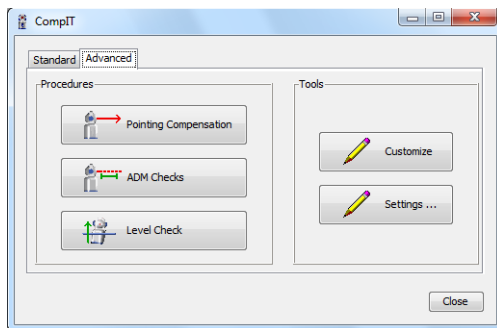 CompIT
Standard
Advanced
Procedures
Tools
Pointing Compensation
ADM Checks
Level Check
Customize
Settings ...
Close